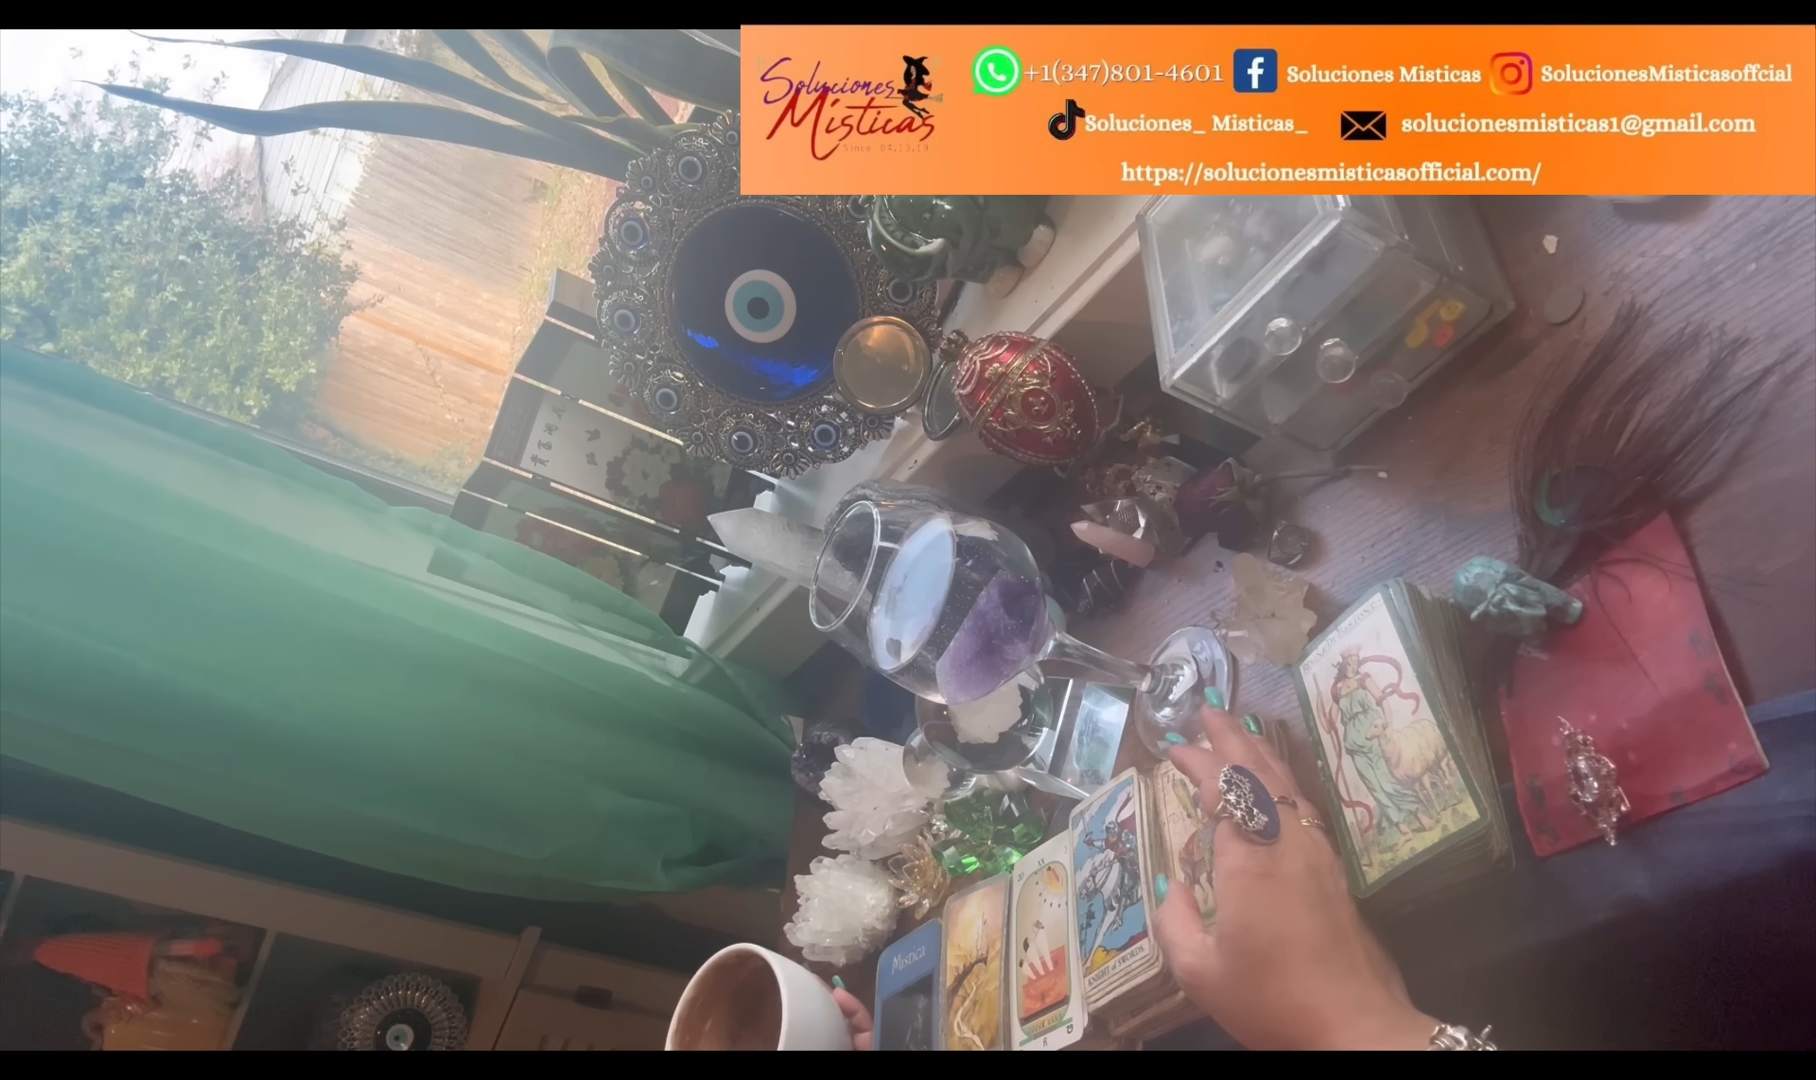 Soluciones
Misticas
Since 04.13.19
+1(347)801-4601
Soluciones Misticas
SolucionesMisticasoffcial
Soluciones_ Misticas_
solucionesmisticas1@gmail.com
https://solucionesmisticasofficial.com/
Mistica
KNIGHT of SWORDS.